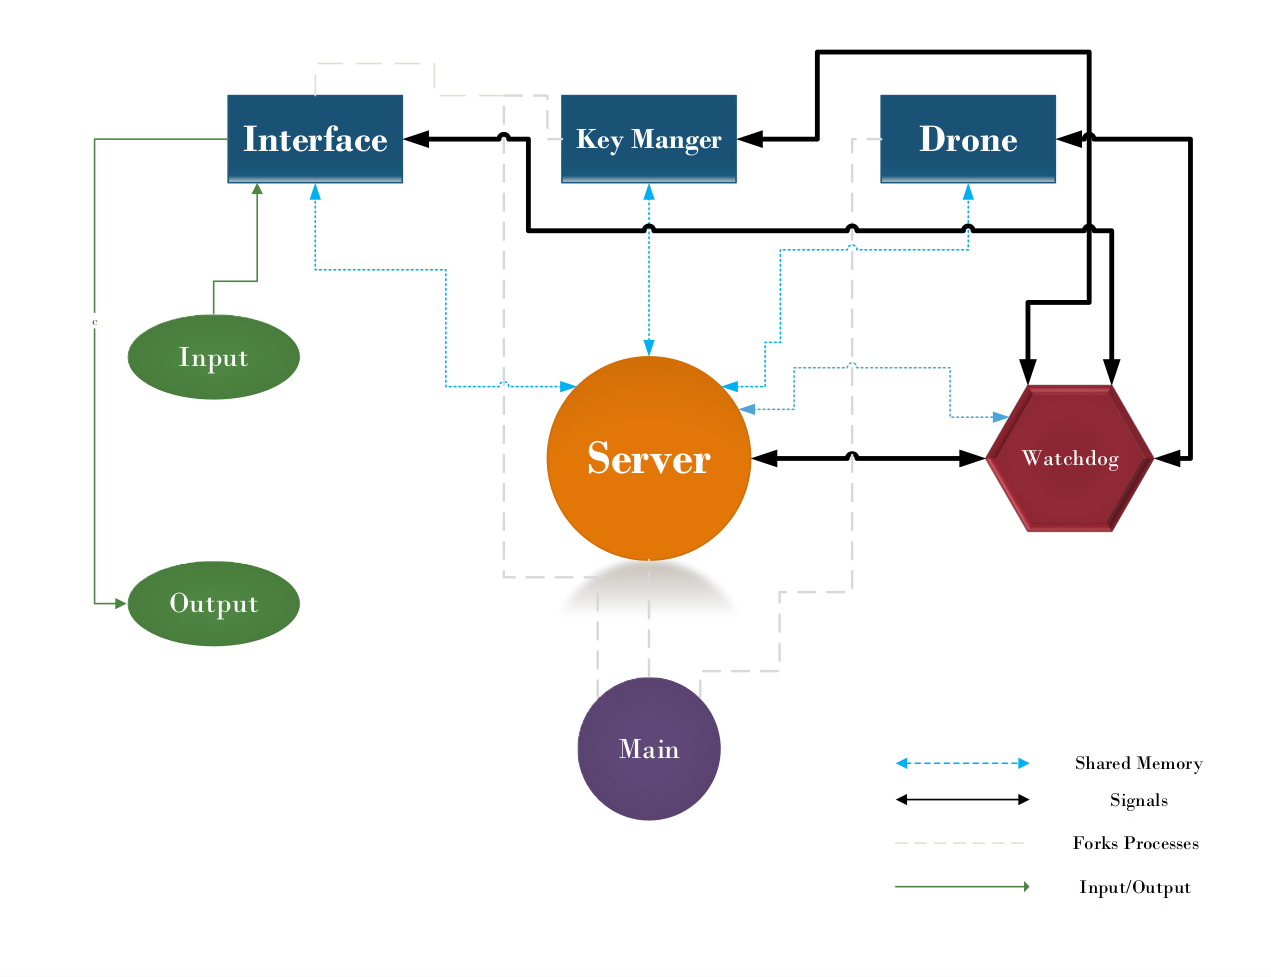 Interface
Key Manger
Drone
c
Input
Server
Watchdog
Output
Main
Shared Memory
Signals
Forks Processes
Input/Output